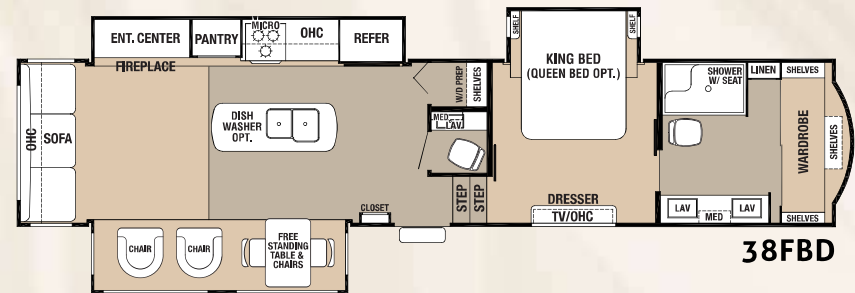 ENT. CENTER
FIREPLACE
PANTRY
MICRO
OHC
REFER
OHC
SOFA
DISH
WASHER
OPT.
W/D PREP
SHELVES
MED
LAV
STEP
STEP
CLOSET
CHAIR
CHAIR
FREE
STANDING
TABLE &
CHAIRS
SHELF
SHELF
KING BED
(QUEEN BED OPT.)
DRESSER
TV/OHC
SHOWER
W/ SEAT
LINEN
SHELVES
WARDROBE
SHELVES
LAV
MED
LAV
SHELVES
38FBD